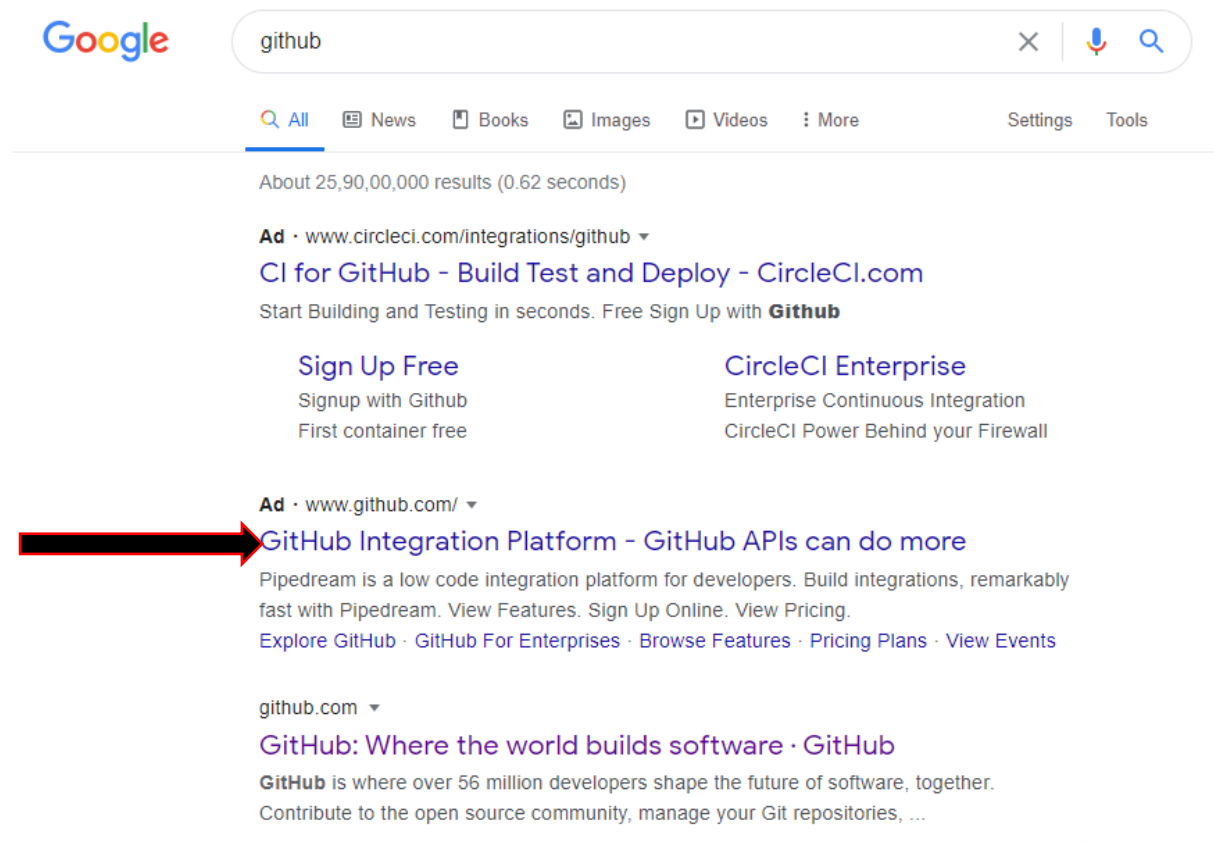 Google
github
All News Books Images Videos More Settings Tools
About 25,90,00,000 results (0.62 seconds)
Ad · www.circleci.com/integrations/github
CI for GitHub - Build Test and Deploy - CircleCI.com
Start Building and Testing in seconds. Free Sign Up with Github
Sign Up Free
Signup with Github
First container free
CircleCI Enterprise
Enterprise Continuous Integration
CircleCI Power Behind your Firewall
Ad · www.github.com/
GitHub Integration Platform - GitHub APIs can do more
Pipedream is a low code integration platform for developers. Build integrations, remarkably
fast with Pipedream. View Features. Sign Up Online. View Pricing.
Explore GitHub · GitHub For Enterprises · Browse Features · Pricing Plans · View Events
github.com
GitHub: Where the world builds software · GitHub
GitHub is where over 56 million developers shape the future of software, together.
Contribute to the open source community, manage your Git repositories, ...